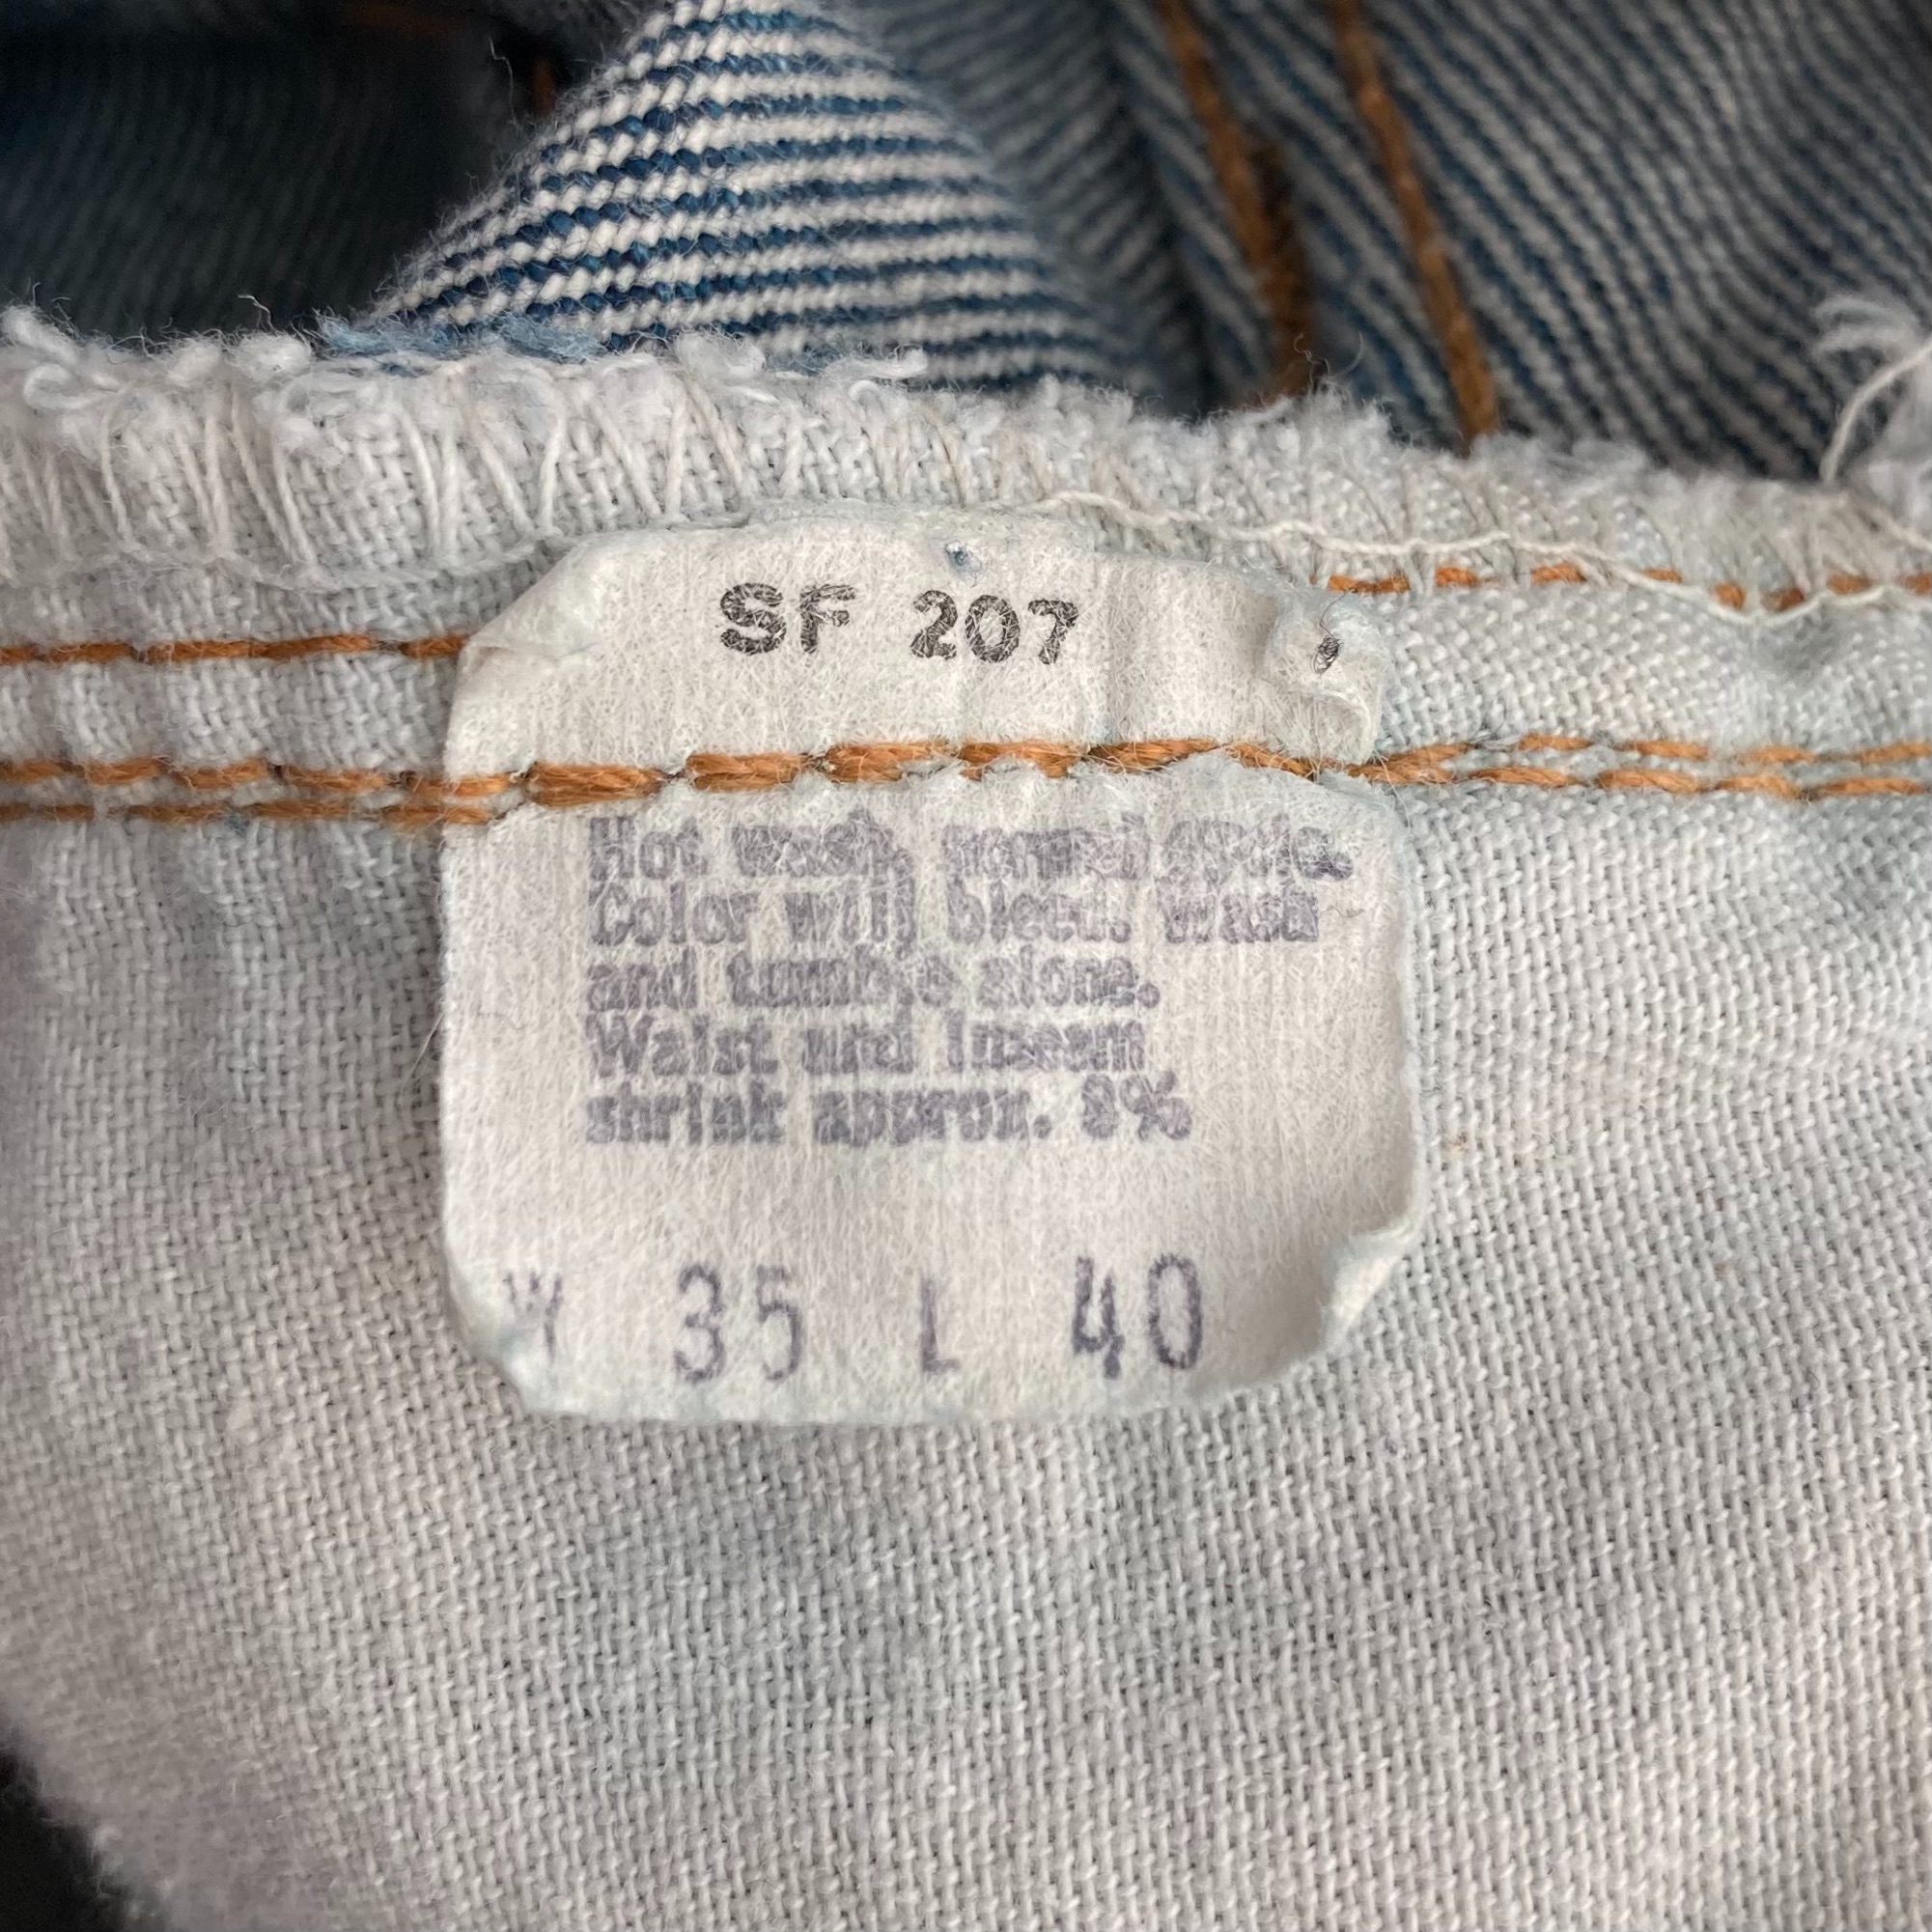 SF 207
Hot wash, normal cycle.
Color will bleed. Wash
and tumble alone.
Waist and inseam
shrink approx. 8%
W 35 L 40